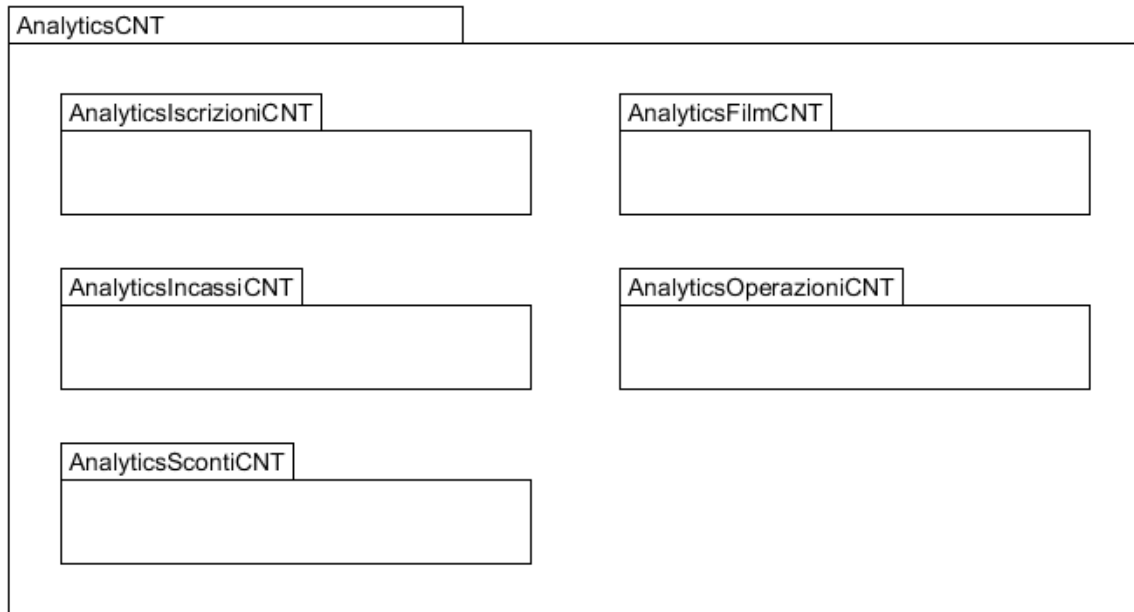 AnalyticsCNT
AnalyticsIscrizioniCNT
AnalyticsFilmCNT
AnalyticsIncassiCNT
AnalyticsOperazioniCNT
AnalyticsScontiCNT